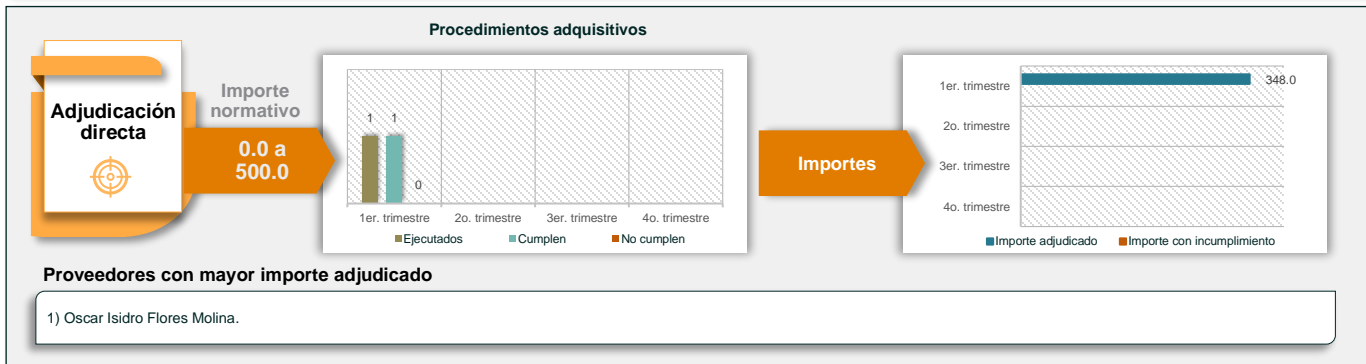 Adjudicación
directa
Importe
normativo
0.0 a
500.0
Procedimientos adquisitivos
1
1
0
1er. trimestre
2o. trimestre
3er. trimestre
4o. trimestre
Ejecutados
Cumplen
No cumplen
Importes
1er. trimestre
348.0
2o. trimestre
3er. trimestre
4o. trimestre
Importe adjudicado
Importe con incumplimiento
Proveedores con mayor importe adjudicado
1) Oscar Isidro Flores Molina.